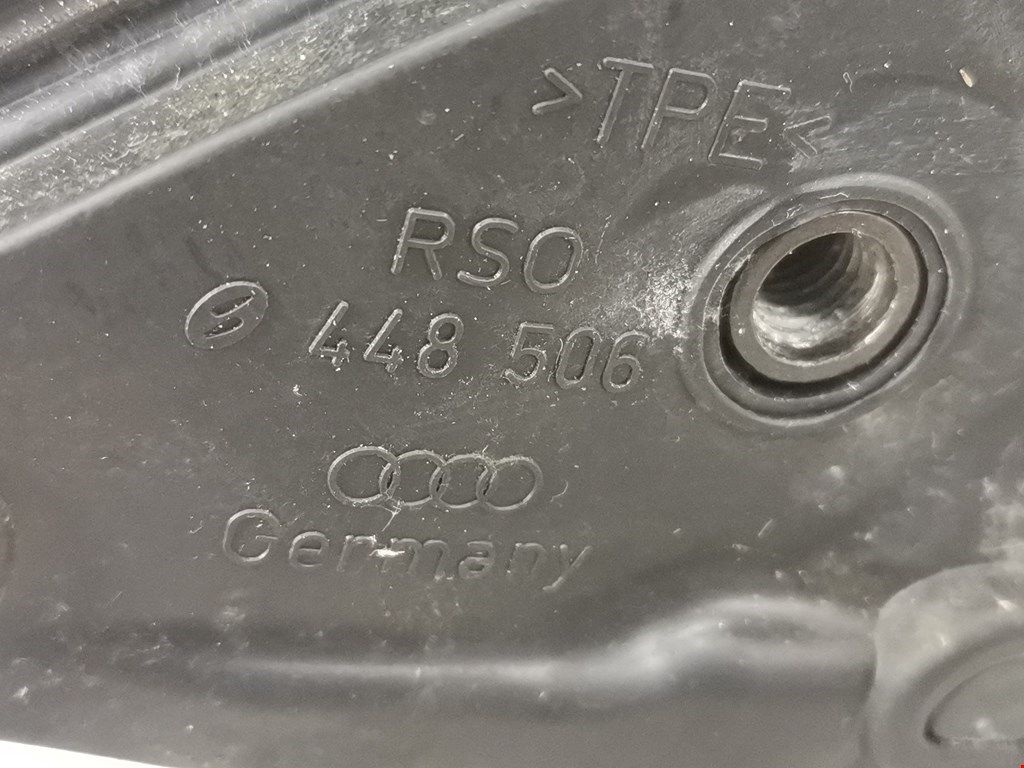 >TPE<
RSO
448 506
Germany